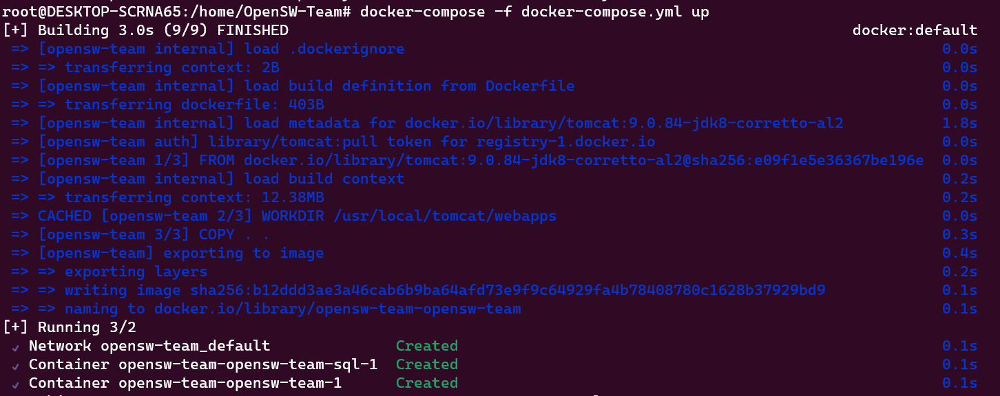 root@DESKTOP-SCRNA65:/home/OpenSW-Team# docker-compose -f docker-compose.yml up
[+] Building 3.0s (9/9) FINISHED docker:default
=> [opensw-team internal] load .dockerignore 0.0s
=> => transferring context: 2B 0.0s
=> [opensw-team internal] load build definition from Dockerfile 0.0s
=> => transferring dockerfile: 403B 0.0s
=> [opensw-team internal] load metadata for docker.io/library/tomcat:9.0.84-jdk8-corretto-al2 1.8s
=> [opensw-team auth] library/tomcat:pull token for registry-1.docker.io 0.0s
=> [opensw-team 1/3] FROM docker.io/library/tomcat:9.0.84-jdk8-corretto-al2@sha256:e09f1e5e36367be196e 0.0s
=> [opensw-team internal] load build context 0.2s
=> => transferring context: 12.38MB 0.2s
=> CACHED [opensw-team 2/3] WORKDIR /usr/local/tomcat/webapps 0.0s
=> [opensw-team 3/3] COPY . . 0.3s
=> [opensw-team] exporting to image 0.4s
=> => exporting layers 0.2s
=> => writing image sha256:b12ddd3ae3a46cab6b9ba64afd73e9f9c64929fa4b78408780c1628b37929bd9 0.1s
=> => naming to docker.io/library/opensw-team-opensw-team 0.1s
[+] Running 3/2
✓ Network opensw-team_default Created 0.1s
✓ Container opensw-team-opensw-team-sql-1 Created 0.1s
✓ Container opensw-team-opensw-team-1 Created 0.1s